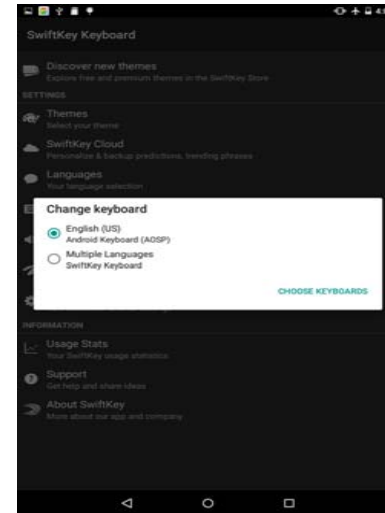 SwiftKey Keyboard
Discover new themes
Explore free and premium themes in the SwiftKey Store
SETTINGS
Themes
Select your theme
SwiftKey Cloud
Personalize & backup predictions, trending phrases
Languages
Your language selection
Change keyboard
English (US)
Android Keyboard (AOSP)
Multiple Languages
SwiftKey Keyboard
CHOOSE KEYBOARDS
INFORMATION
Usage Stats
Your SwiftKey usage statistics
Support
Get help and share ideas
About SwiftKey
More about our app and company